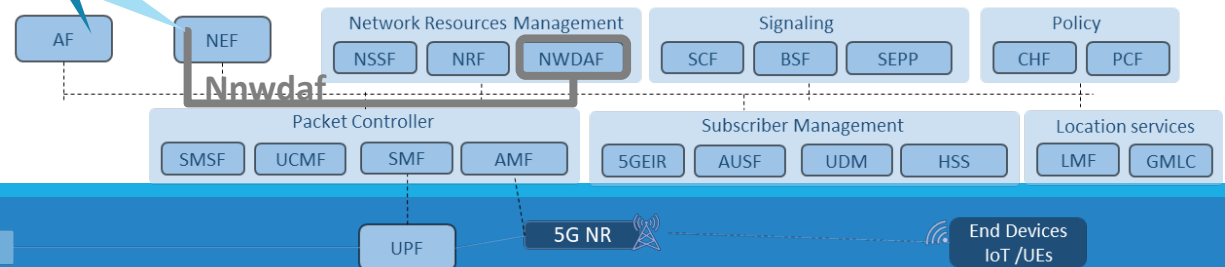 Network Resources Management
Signaling
Policy
AF
NEF
NSSF
NRF
NWDAF
SCF
BSF
SEPP
CHF
PCF
Nnwdaf
Packet Controller
Subscriber Management
Location services
SMSF
UCMF
SMF
AMF
5GEIR
AUSF
UDM
HSS
LMF
GMLC
UPF
5G NR
End Devices
IoT /UEs